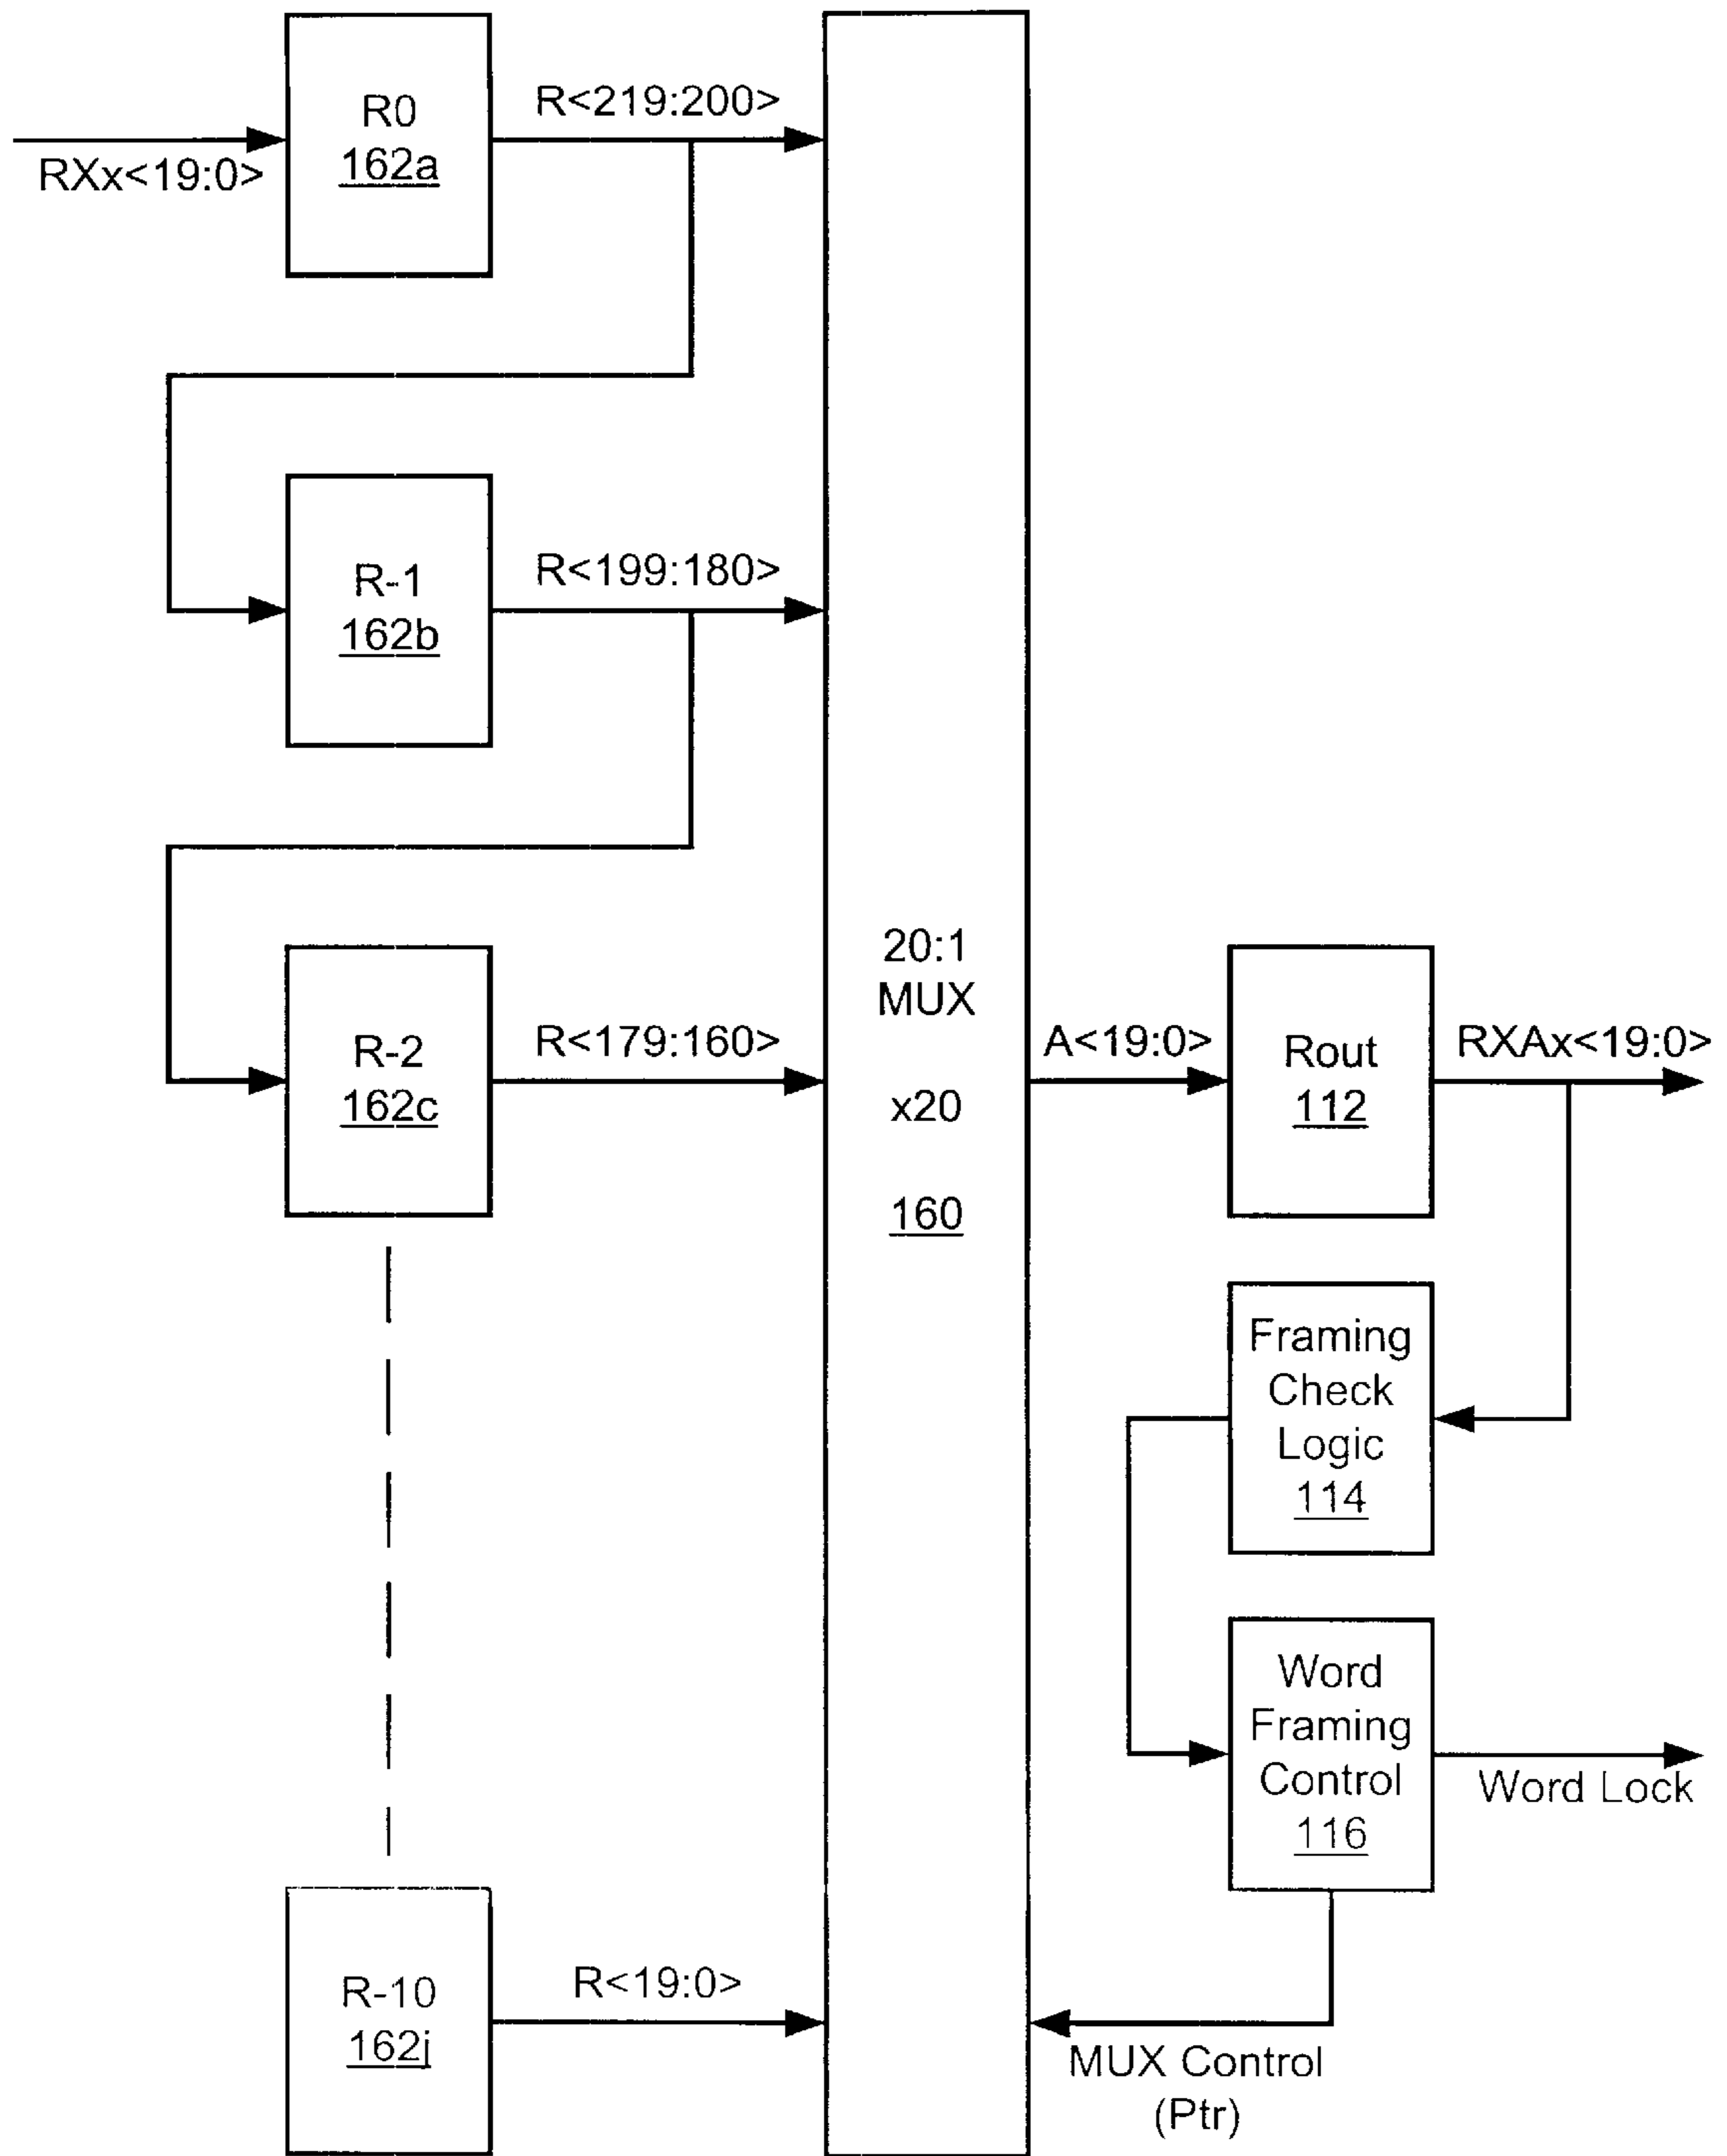 R0
162a
RXx<19:0>
R<219:200>
R-1
162b
R<199:180>
R-2
162c
R<179:160>
R-10
162j
R<19:0>
20:1
MUX
x20
160
A<19:0>
Rout
112
RXAx<19:0>
Framing
Check
Logic
114
Word
Framing
Control
116
Word Lock
MUX Control
(Ptr)